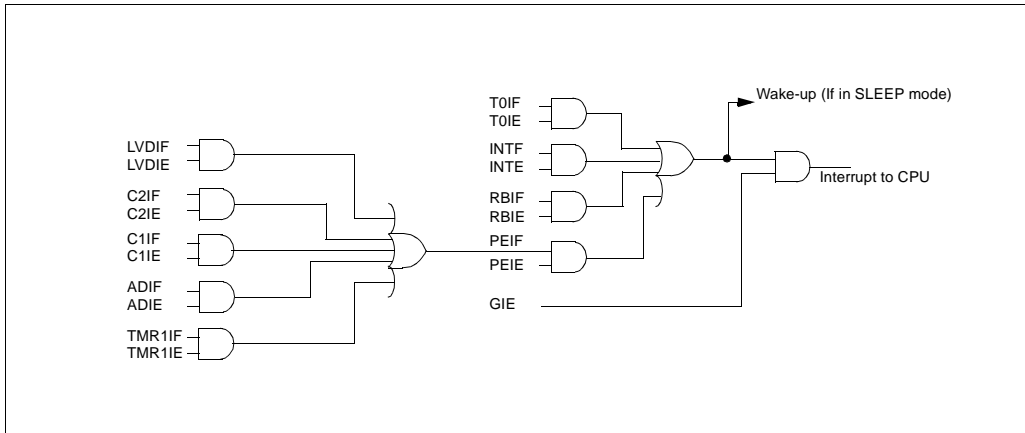 LVDIF
LVDIE
C2IF
C2IE
C1IF
C1IE
ADIF
ADIE
TMR1IF
TMR1IE
T0IF
T0IE
INTF
INTE
RBIF
RBIE
PEIF
PEIE
GIE
Wake-up (If in SLEEP mode)
Interrupt to CPU